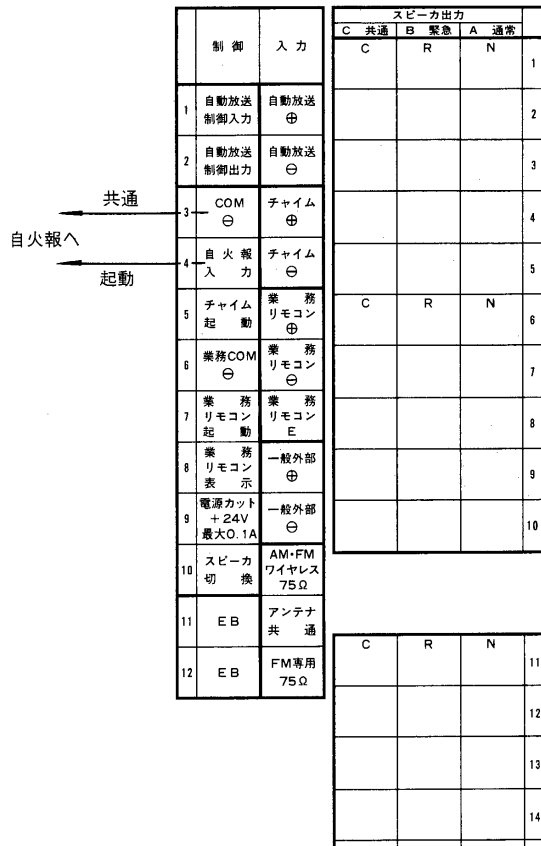 制御 入力
1 自動放送 制御入力 自動放送 ⊕
2 自動放送 制御出力 自動放送 ⊖
3 COM ⊖ チャイム ⊕
4 自火報 入力 チャイム ⊖
5 チャイム 起動 業務 リモコン ⊕
6 業務COM ⊖ 業務 リモコン ⊖
7 業務 リモコン 起動 業務 リモコン E
8 業務 リモコン 表示 一般外部 ⊕
9 電源カット +24V 最大0.1A 一般外部 ⊖
10 スピーカ 切換 AM・FM ワイヤレス 75Ω
11 EB アンテナ 共通
12 EB FM専用 75Ω
共通
自火報へ
起動
スピーカ出力
C 共通 B 緊急 A 通常
C R N 1
2
3
4
5
C R N 6
7
8
9
10
C R N 11
12
13
14